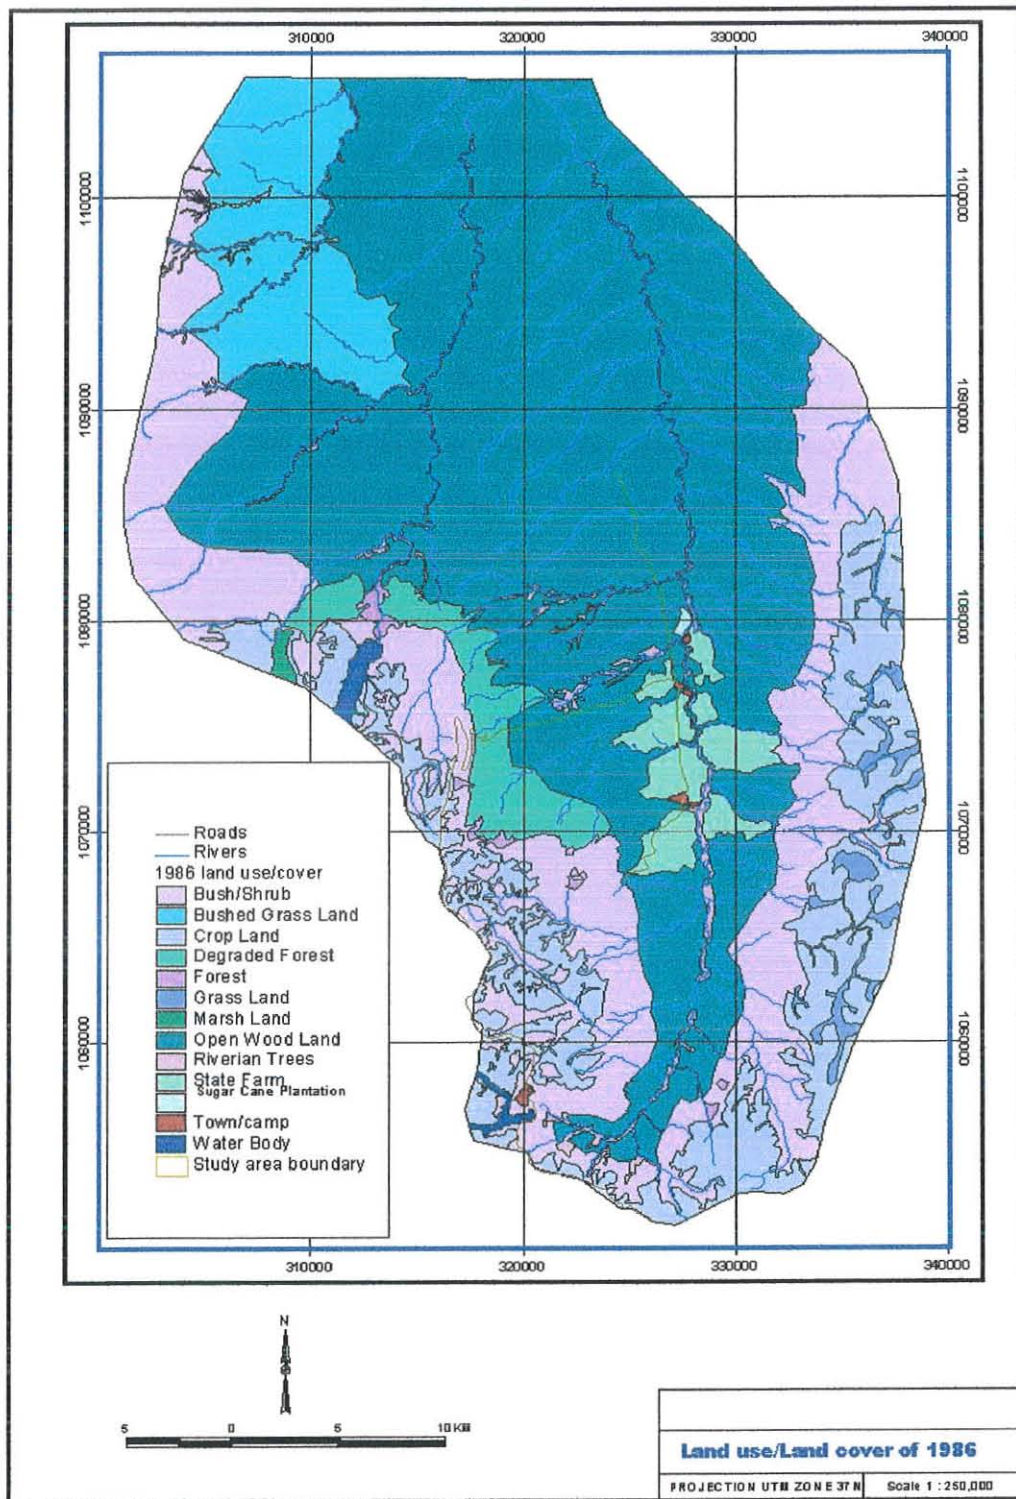 310000 320000 330000 340000
1100000 1100000
1090000 1090000
1080000 1080000
1070000 1070000
1060000 1060000
Roads
Rivers
1986 land use/cover
Bush/Shrub
Bushed Grass Land
Crop Land
Degraded Forest
Forest
Grass Land
Marsh Land
Open Wood Land
Riverian Trees
State Farm
Sugar Cane Plantation
Town/camp
Water Body
Study area boundary
310000 320000 330000 340000
N
5 0 5 10 KM
Land use/Land cover of 1986
PROJECTION UTM ZONE 37 N Scale 1 : 250,000